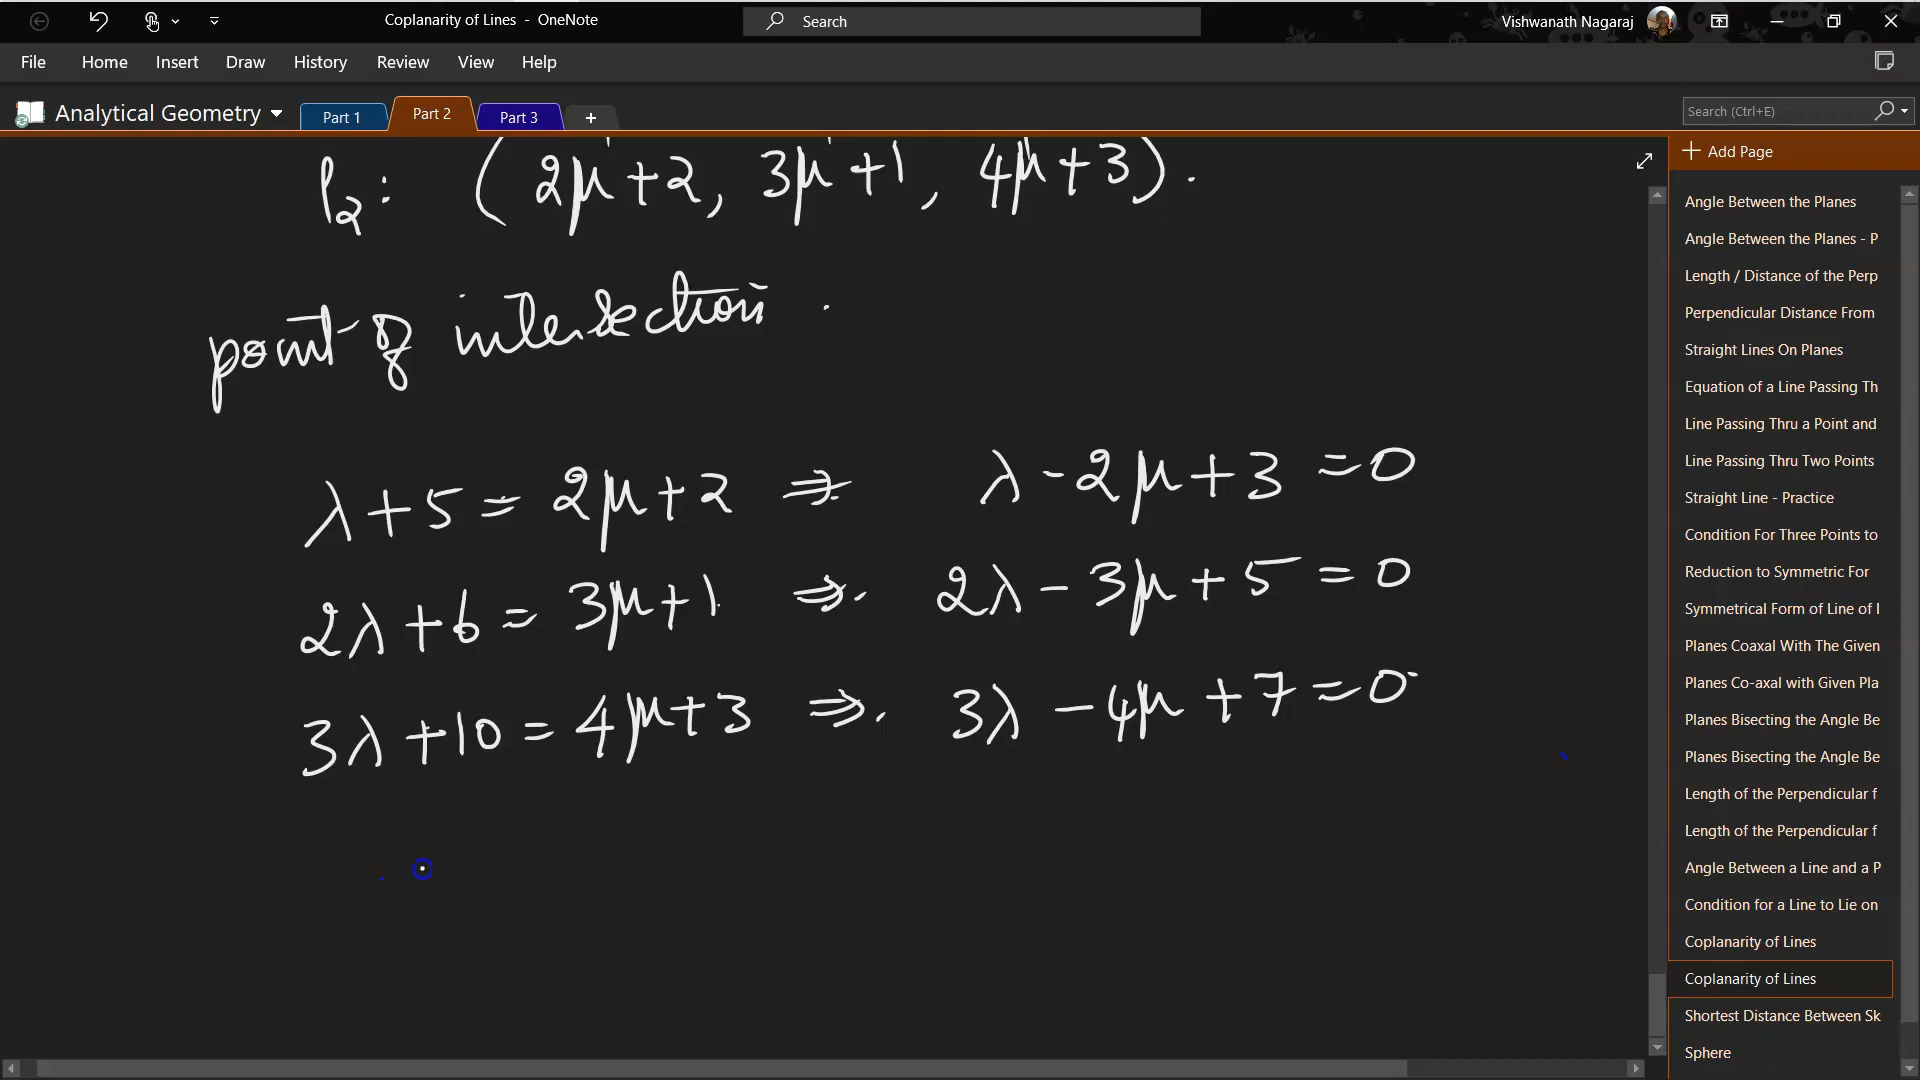 Coplanarity of Lines - OneNote
Search
Vishwanath Nagaraj
File Home Insert Draw History Review View Help
Analytical Geometry
Part 1
Part 2
Part 3
+
Search (Ctrl+E)
+ Add Page
l₂: (2μ+2, 3μ+1, 4μ+3).
point of intersection.
λ+5 = 2μ+2 ⇒ λ-2μ+3 =0
2λ+6 = 3μ+1 ⇒. 2λ-3μ+5 = 0
3λ+10 = 4μ+3 ⇒. 3λ-4μ+7=0
Angle Between the Planes
Angle Between the Planes - P
Length / Distance of the Perp
Perpendicular Distance From
Straight Lines On Planes
Equation of a Line Passing Th
Line Passing Thru a Point and
Line Passing Thru Two Points
Straight Line - Practice
Condition For Three Points to
Reduction to Symmetric For
Symmetrical Form of Line of I
Planes Coaxal With The Given
Planes Co-axal with Given Pla
Planes Bisecting the Angle Be
Planes Bisecting the Angle Be
Length of the Perpendicular f
Length of the Perpendicular f
Angle Between a Line and a P
Condition for a Line to Lie on
Coplanarity of Lines
Coplanarity of Lines
Shortest Distance Between Sk
Sphere